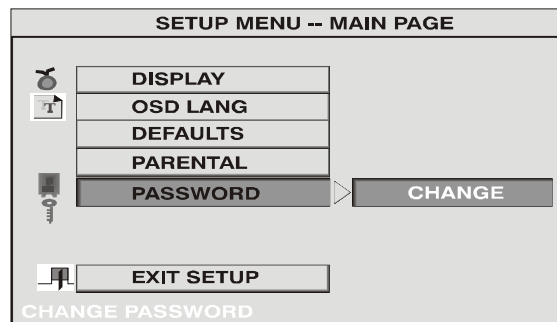 SETUP MENU -- MAIN PAGE
DISPLAY
T
OSD LANG
DEFAULTS
PARENTAL
PASSWORD
CHANGE
EXIT SETUP
CHANGE PASSWORD